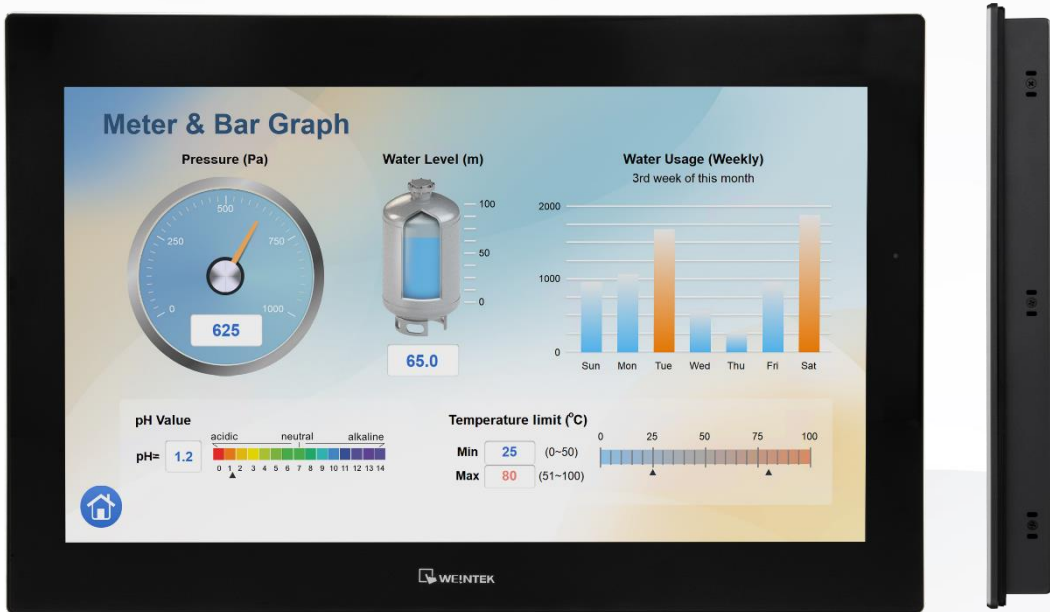 Meter & Bar Graph
Pressure (Pa)
500
250
750
0
1000
625
Water Level (m)
100
50
0
65.0
Water Usage (Weekly)
3rd week of this month
2000
1000
0
Sun Mon Tue Wed Thu Fri Sat
pH Value
acidic neutral alkaline
pH= 1.2
0 1 2 3 4 5 6 7 8 9 10 11 12 13 14
Temperature limit (°C)
Min 25 (0~50)
Max 80 (51~100)
0 25 50 75 100
WEINTEK